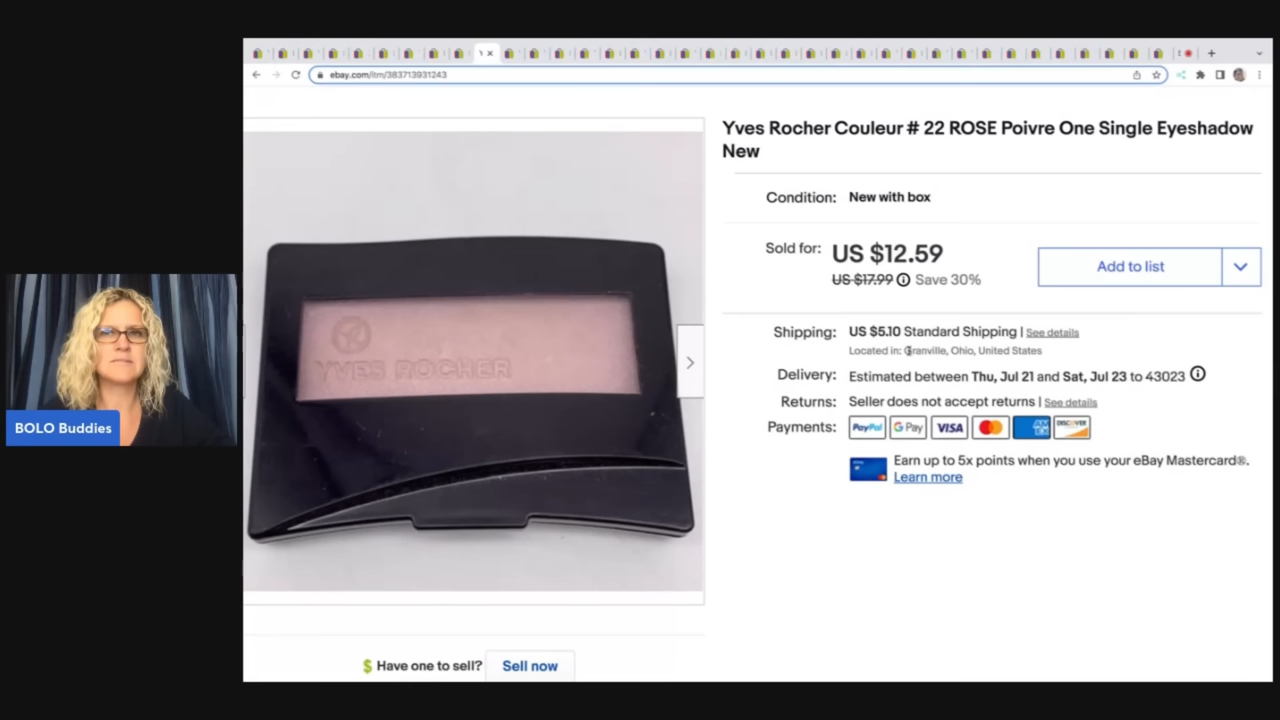 ebay.com/itm/383713931243
Yves Rocher Couleur # 22 ROSE Poivre One Single Eyeshadow
New
Condition: New with box
Sold for: US $12.59
US $17.99 Save 30%
Add to list
Shipping: US $5.10 Standard Shipping | See details
Located in: Granville, Ohio, United States
Delivery: Estimated between Thu, Jul 21 and Sat, Jul 23 to 43023
Returns: Seller does not accept returns | See details
Payments: PayPal G Pay VISA MasterCard AM EX DISCOVER
Earn up to 5x points when you use your eBay Mastercard®.
Learn more
YVES ROCHER
BOLO Buddies
Have one to sell? Sell now